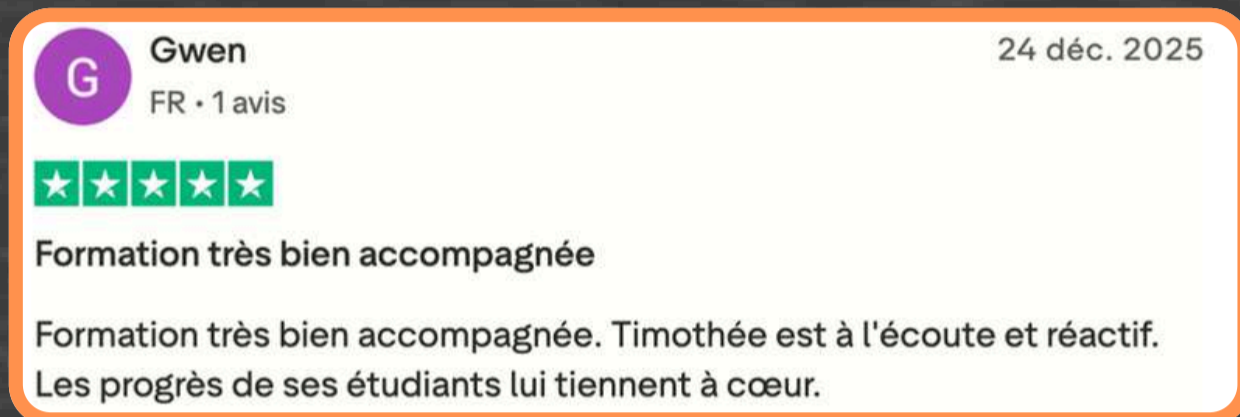 G
Gwen
24 déc. 2025
FR • 1 avis
Formation très bien accompagnée
Formation très bien accompagnée. Timothée est à l'écoute et réactif.
Les progrès de ses étudiants lui tiennent à cœur.